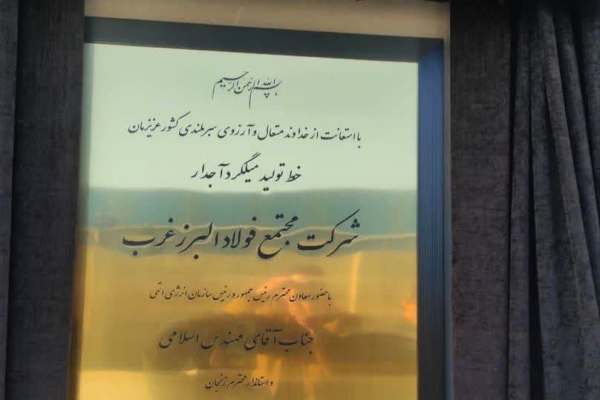 بسم الله الرحمن الرحیم
با استعانت از خداوند متعال و آرزوی سربلندی کشور عزیزمان
خط تولید میلگرد آجدار
شرکت مجتمع فولاد البرز غرب
با حضور معاون محترم رئیس جمهور و رئیس سازمان انرژی اتمی
جناب آقای مهندس اسلامی
و استاندار محترم زنجان